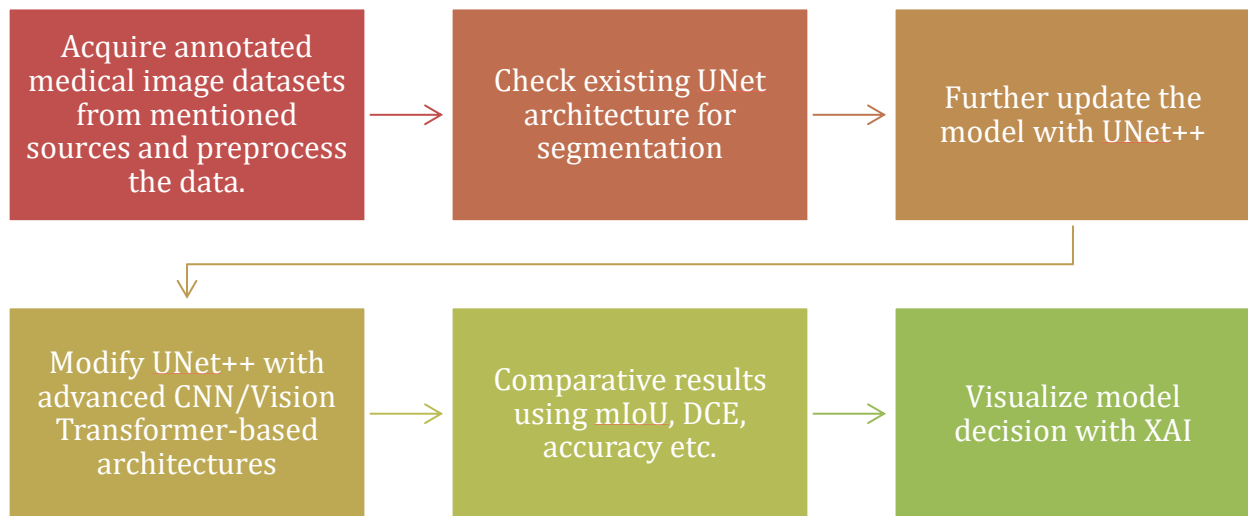 Acquire annotated
medical image datasets
from mentioned
sources and preprocess
the data.
Check existing UNet
architecture for
segmentation
Further update the
model with UNet++
Modify UNet++ with
advanced CNN/Vision
Transformer-based
architectures
Comparative results
using mIoU, DCE,
accuracy etc.
Visualize model
decision with XAI